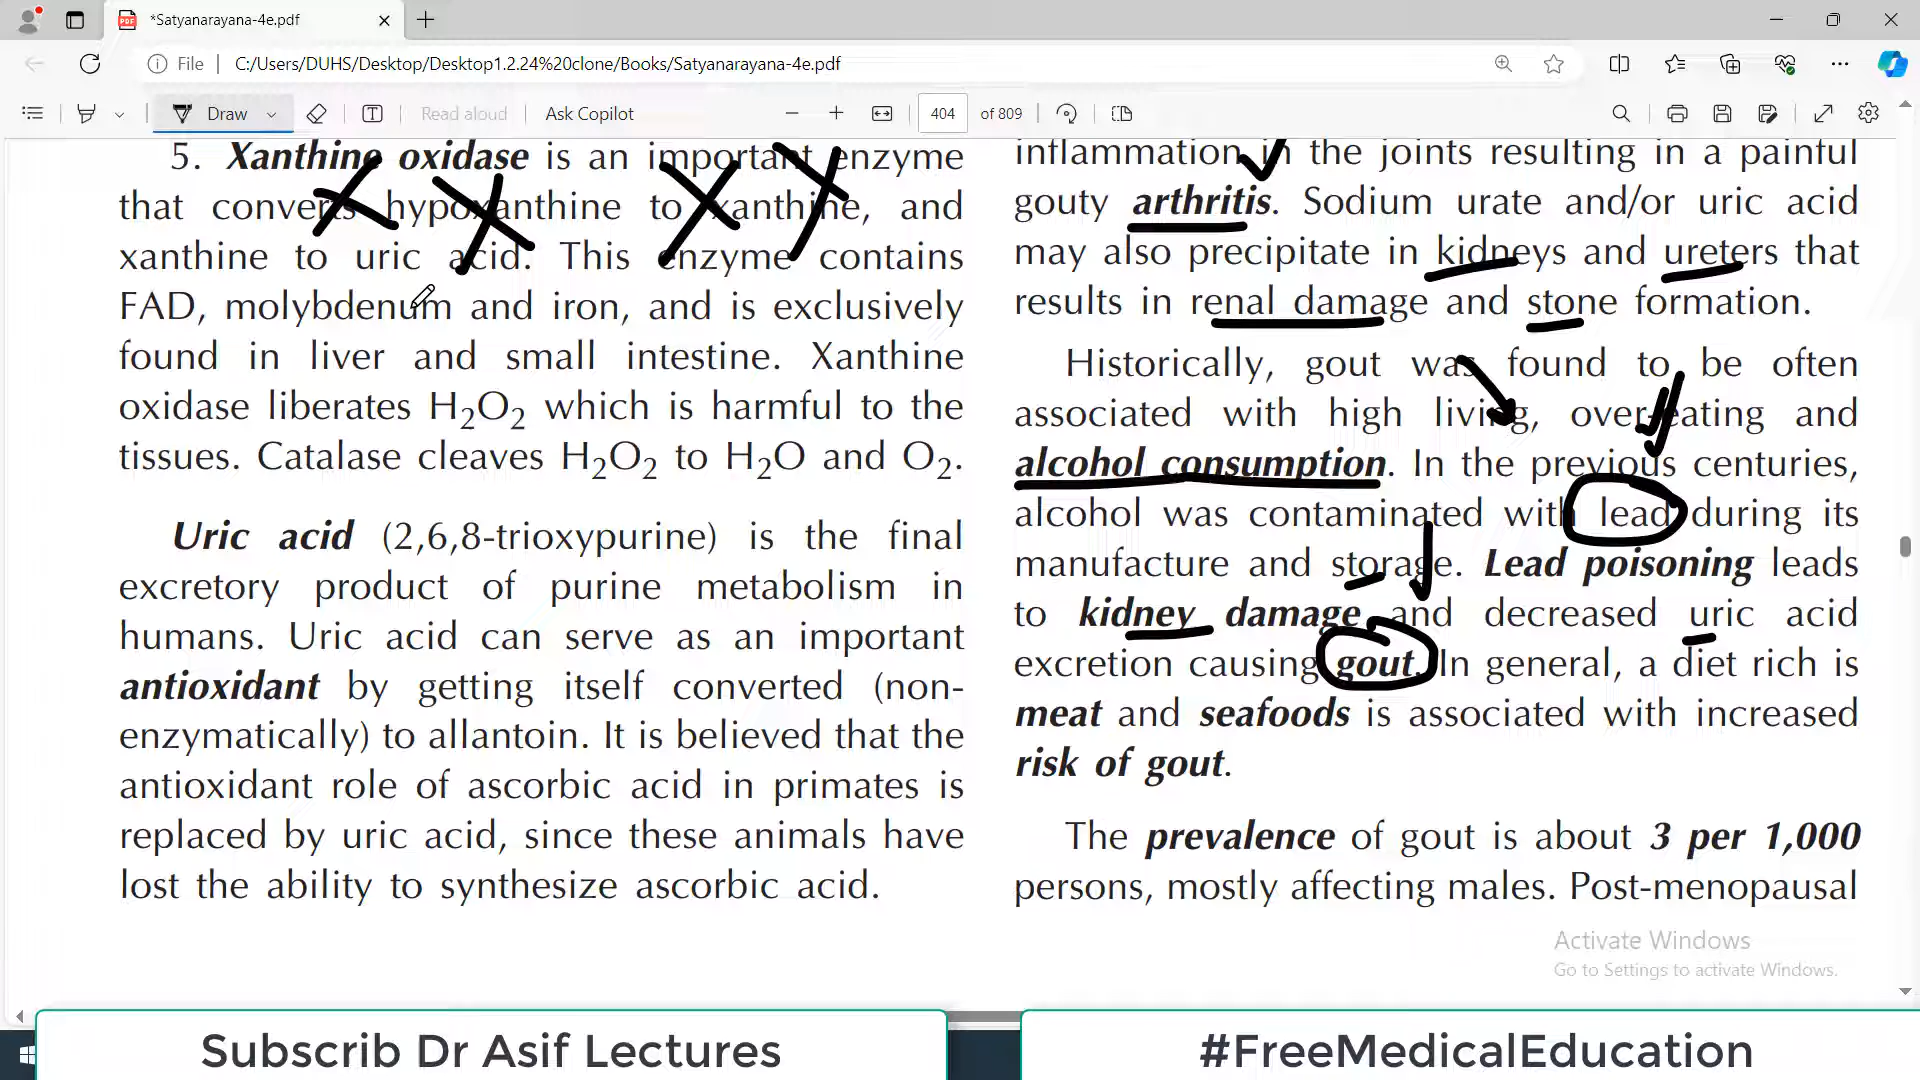 *Satyanarayana-4e.pdf
File
C:/Users/DUHS/Desktop/Desktop1.2.24%20clone/Books/Satyanarayana-4e.pdf
Draw
Read aloud
Ask Copilot
404 of 809
5. Xanthine oxidase is an important enzyme
that converts hypoxanthine to xanthine, and
xanthine to uric acid. This enzyme contains
FAD, molybdenum and iron, and is exclusively
found in liver and small intestine. Xanthine
oxidase liberates H₂O₂ which is harmful to the
tissues. Catalase cleaves H₂O₂ to H₂O and O₂.
Uric acid (2,6,8-trioxypurine) is the final
excretory product of purine metabolism in
humans. Uric acid can serve as an important
antioxidant by getting itself converted (non-
enzymatically) to allantoin. It is believed that the
antioxidant role of ascorbic acid in primates is
replaced by uric acid, since these animals have
lost the ability to synthesize ascorbic acid.
inflammation in the joints resulting in a painful
gouty arthritis. Sodium urate and/or uric acid
may also precipitate in kidneys and ureters that
results in renal damage and stone formation.
Historically, gout was found to be often
associated with high living, over-eating and
alcohol consumption. In the previous centuries,
alcohol was contaminated with lead during its
manufacture and storage. Lead poisoning leads
to kidney damage and decreased uric acid
excretion causing gout. In general, a diet rich is
meat and seafoods is associated with increased
risk of gout.
The prevalence of gout is about 3 per 1,000
persons, mostly affecting males. Post-menopausal
Activate Windows
Go to Settings to activate Windows.
Subscrib Dr Asif Lectures
#FreeMedicalEducation